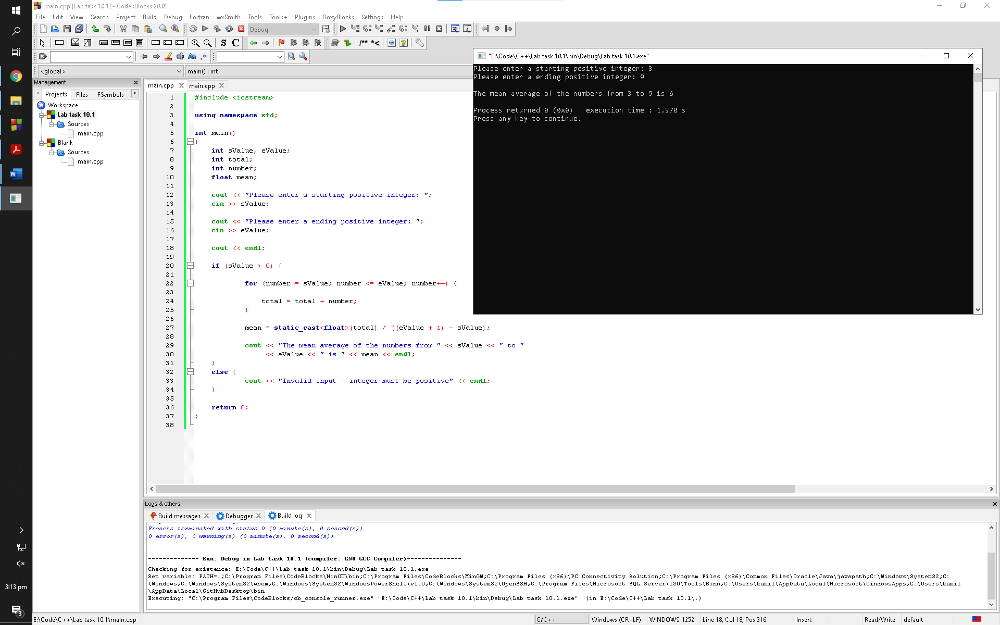 main.cpp [Lab task 10.1] - Code::Blocks 20.03
File Edit View Search Project Build Debug Fortran wxSmith Tools Tools+ Plugins DoxyBlocks Settings Help
Debug
S C
/** *<
Aa .*
<global>
main() : int
Management
Projects Files FSymbols
Workspace
Lab task 10.1
Sources
main.cpp
Blank
Sources
main.cpp
main.cpp main.cpp
1 #include <iostream>
2
3 using namespace std;
4
5 int main()
6 {
7 int sValue, eValue;
8 int total;
9 int number;
10 float mean;
11
12 cout << "Please enter a starting positive integer: ";
13 cin >> sValue;
14
15 cout << "Please enter a ending positive integer: ";
16 cin >> eValue;
17
18 cout << endl;
19
20 if (sValue > 0) {
21
22 for (number = sValue; number <= eValue; number++) {
23
24 total = total + number;
25 }
26
27 mean = static_cast<float>(total) / ((eValue + 1) - sValue);
28
29 cout << "The mean average of the numbers from " << sValue << " to "
30 << eValue << " is " << mean << endl;
31 }
32 else {
33 cout << "Invalid input - integer must be positive" << endl;
34 }
35
36 return 0;
37 }
38
"E:\Code\C++\Lab task 10.1\bin\Debug\Lab task 10.1.exe"
Please enter a starting positive integer: 3
Please enter a ending positive integer: 9
The mean average of the numbers from 3 to 9 is 6
Process returned 0 (0x0) execution time : 1.570 s
Press any key to continue.
Logs & others
Build messages Debugger Build log
Process terminated with status 0 (0 minute(s), 0 second(s))
0 error(s), 0 warning(s) (0 minute(s), 0 second(s))
-------------- Run: Debug in Lab task 10.1 (compiler: GNU GCC Compiler)---------------
Checking for existence: E:\Code\C++\Lab task 10.1\bin\Debug\Lab task 10.1.exe
Set variable: PATH=.;C:\Program Files\CodeBlocks\MinGW\bin;C:\Program Files\CodeBlocks\MinGW;C:\Program Files (x86)\PC Connectivity Solution;C:\Program Files (x86)\Common Files\Oracle\Java\javapath;C:\Windows\System32;C:
\Windows;C:\Windows\System32\wbem;C:\Windows\System32\WindowsPowerShell\v1.0;C:\Windows\System32\OpenSSH;C:\Program Files\Microsoft SQL Server\130\Tools\Binn;C:\Users\kamil\AppData\Local\Microsoft\WindowsApps;C:\Users\kamil
\AppData\Local\GitHubDesktop\bin
Executing: "C:\Program Files\CodeBlocks/cb_console_runner.exe" "E:\Code\C++\Lab task 10.1\bin\Debug\Lab task 10.1.exe" (in E:\Code\C++\Lab task 10.1\.)
3:13 pm
3
E:\Code\C++\Lab task 10.1\main.cpp
C/C++ Windows (CR+LF) WINDOWS-1252 Line 18, Col 18, Pos 316 Insert Read/Write default